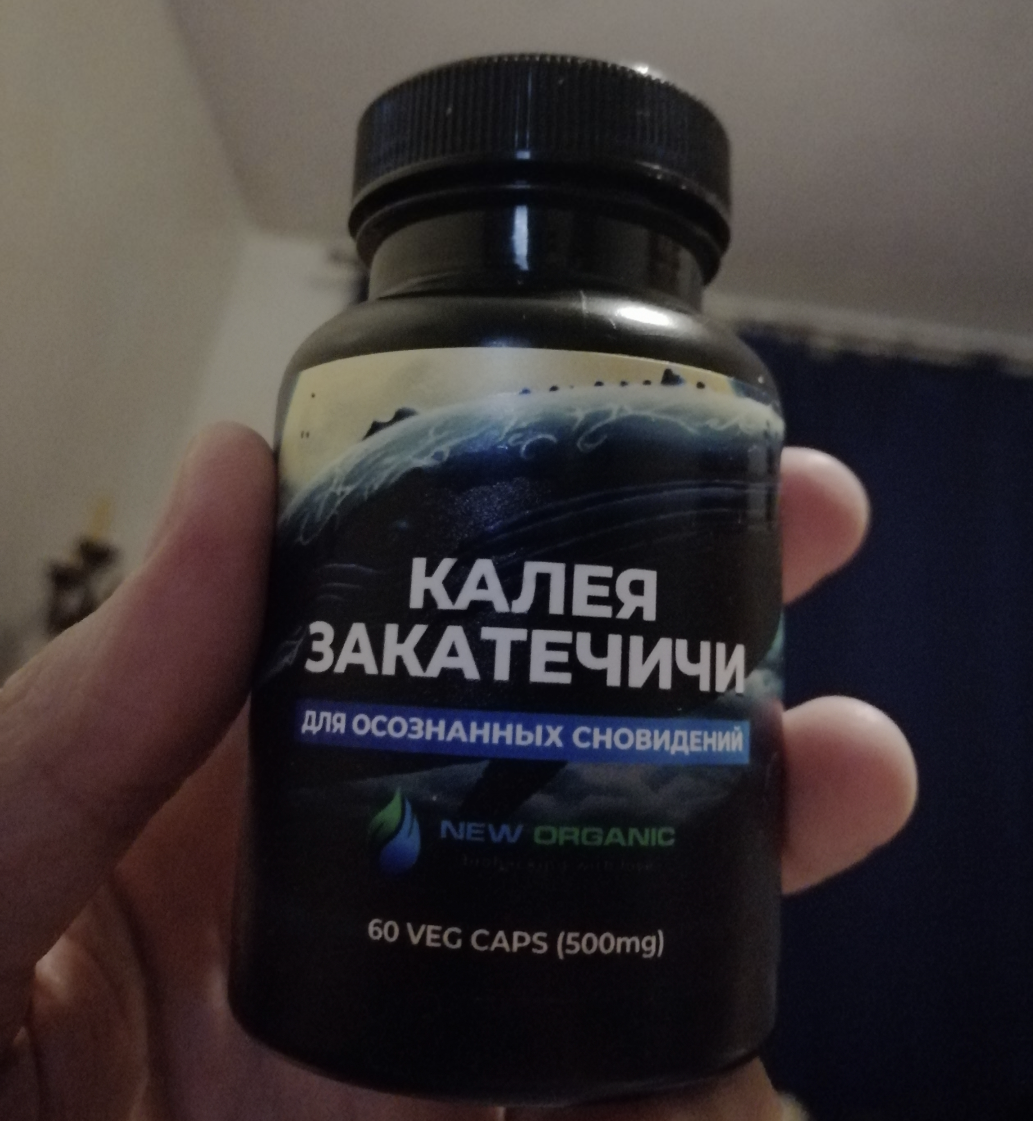 КАЛЕЯ
ЗАКАТЕЧИЧИ
ДЛЯ ОСОЗНАННЫХ СНОВИДЕНИЙ
NEW ORGANIC
60 VEG CAPS (500mg)